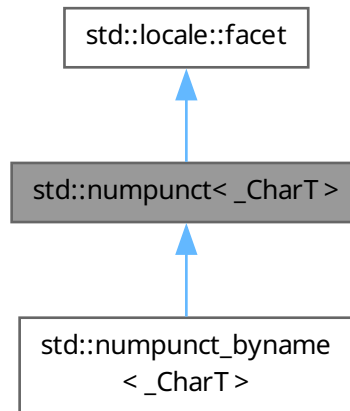 std::locale::facet
std::numpunct< _CharT >
std::numpunct_byname
< _CharT >